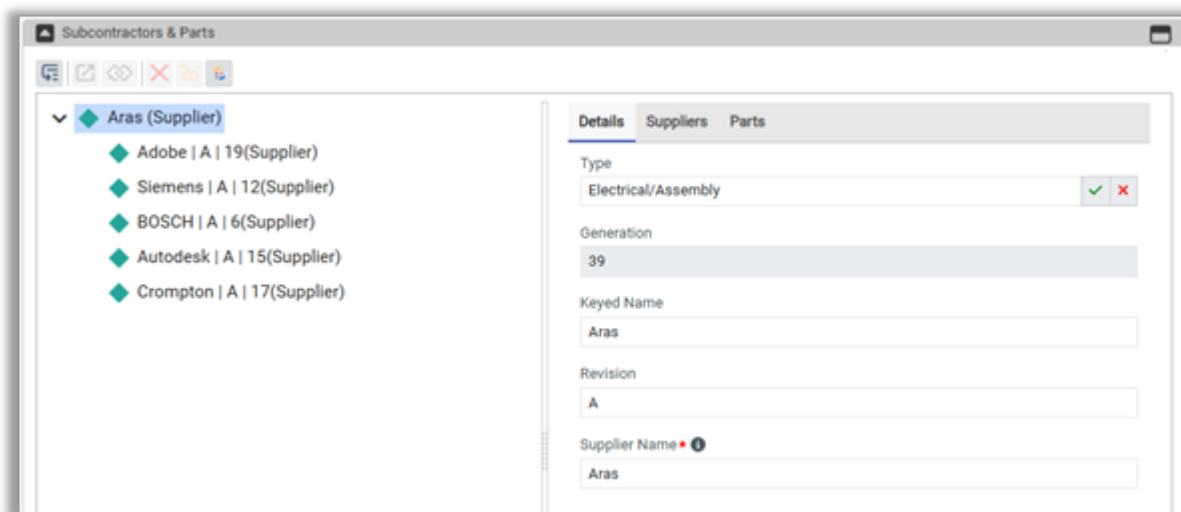 Subcontractors & Parts
Aras (Supplier)
Adobe | A | 19(Supplier)
Siemens | A | 12(Supplier)
BOSCH | A | 6(Supplier)
Autodesk | A | 15(Supplier)
Crompton | A | 17(Supplier)
Details Suppliers Parts
Type
Electrical/Assembly
Generation
39
Keyed Name
Aras
Revision
A
Supplier Name
Aras